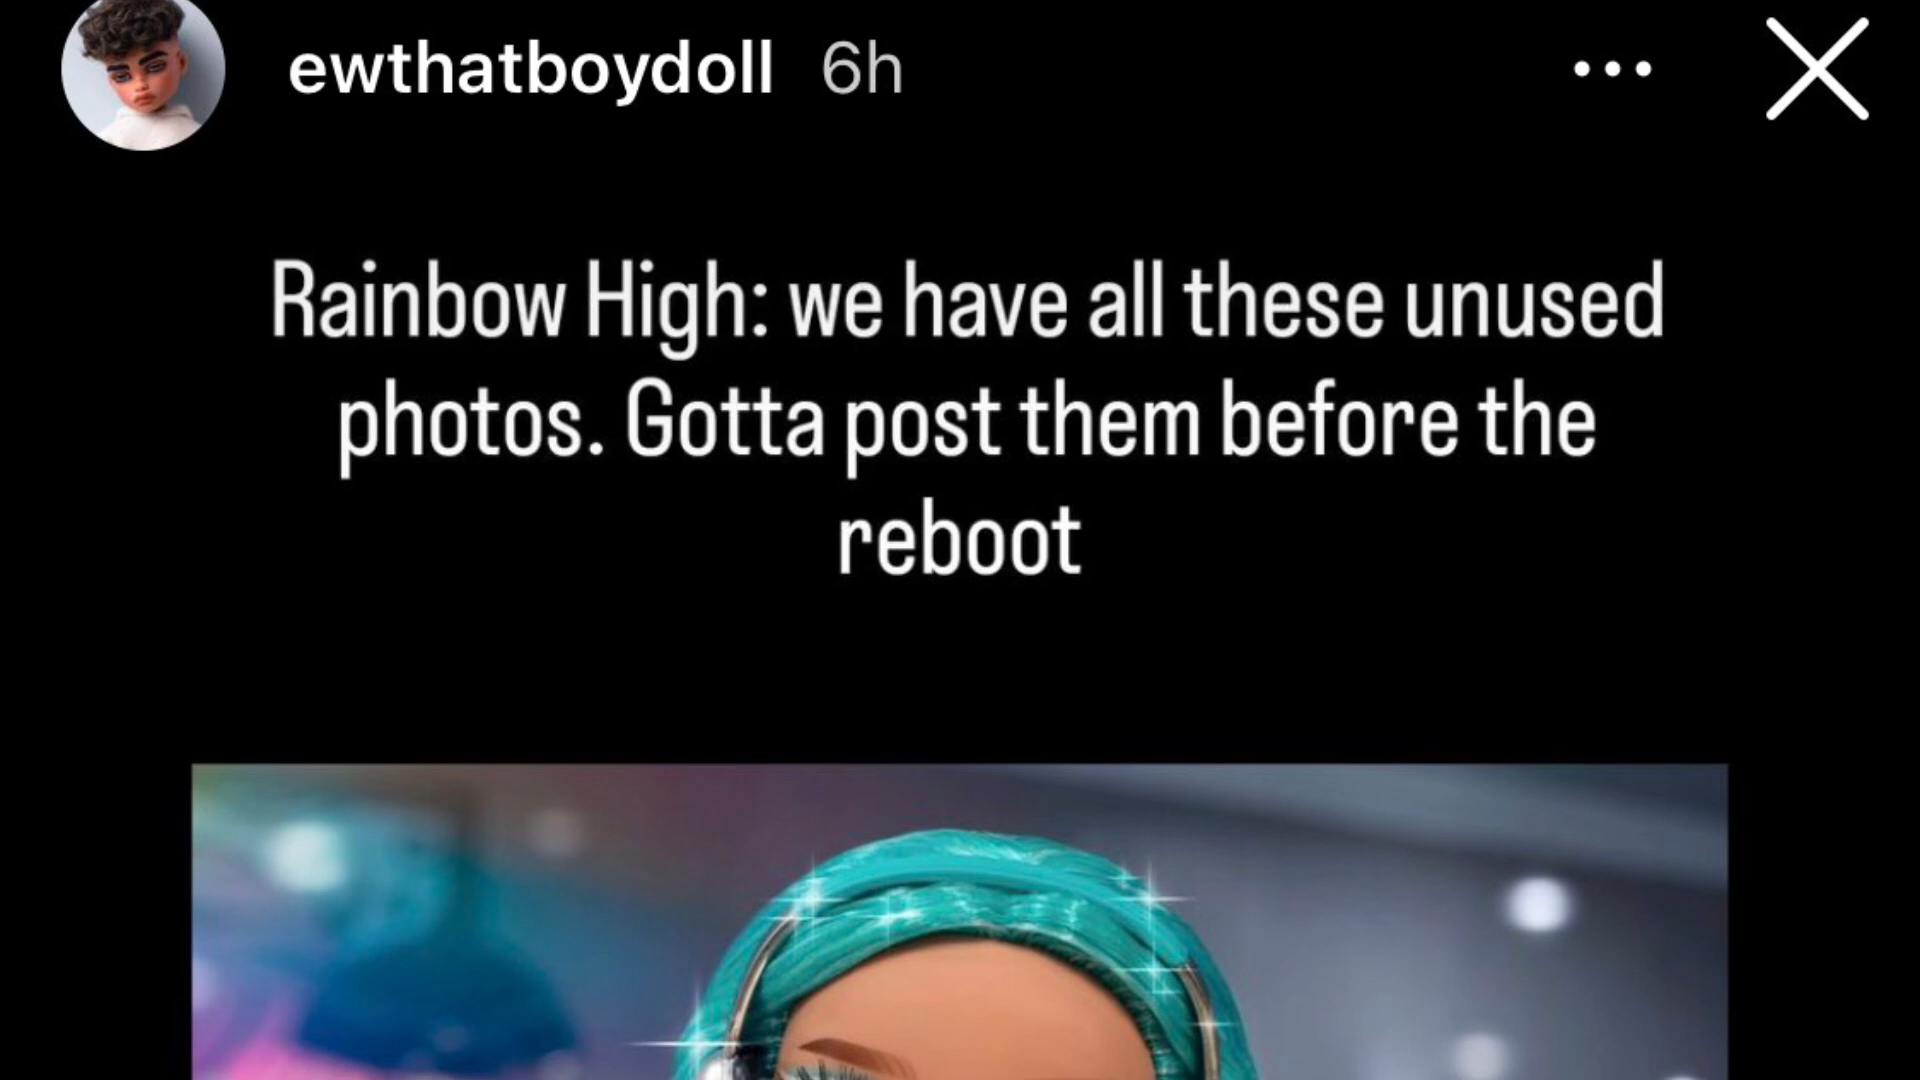 ewthatboydoll 6h
Rainbow High: we have all these unused
photos. Gotta post them before the
reboot